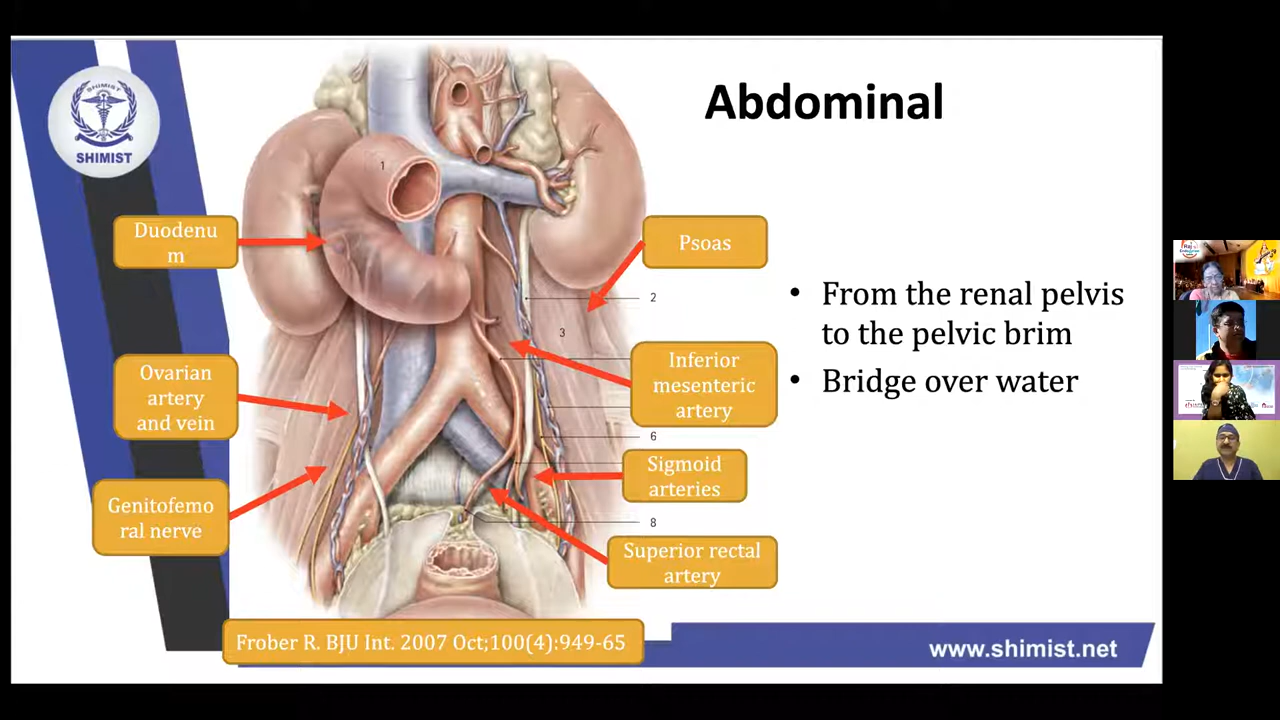 SHIMIST
SHIMIST
Abdominal
1
Duodenu
m
Psoas
2
3
Ovarian
artery
and vein
Inferior
mesenteric
artery
6
Sigmoid
arteries
Genitofemo
ral nerve
8
Superior rectal
artery
• From the renal pelvis
to the pelvic brim
• Bridge over water
Frober R. BJU Int. 2007 Oct;100(4):949-65
www.shimist.net